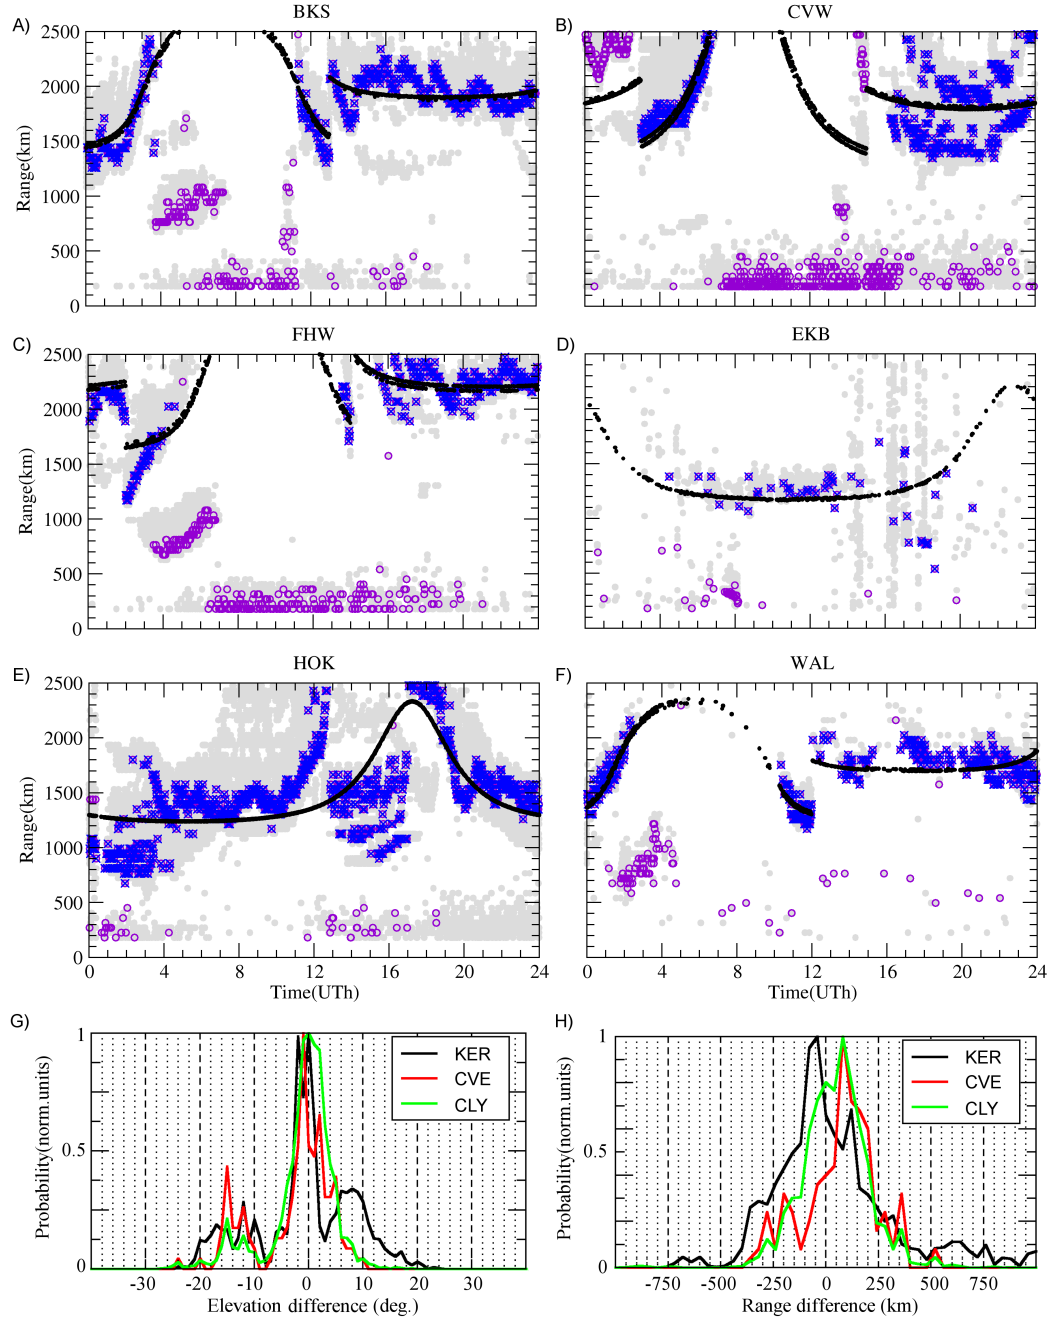 A) BKS
2500
2000
1500
1000
500
0
Range(km)
B) CVW
C) FHW
2500
2000
1500
1000
500
0
Range(km)
D) EKB
E) HOK
2500
2000
1500
1000
500
0
Range(km)
0 4 8 12 16 20 24
Time(UTh)
F) WAL
0 4 8 12 16 20 24
Time(UTh)
G)
1
0.5
0
Probability(norm units)
KER
CVE
CLY
-30 -20 -10 0 10 20 30
Elevation difference (deg.)
H)
1
0.5
0
Probability(norm units)
KER
CVE
CLY
-750 -500 -250 0 250 500 750
Range difference (km)